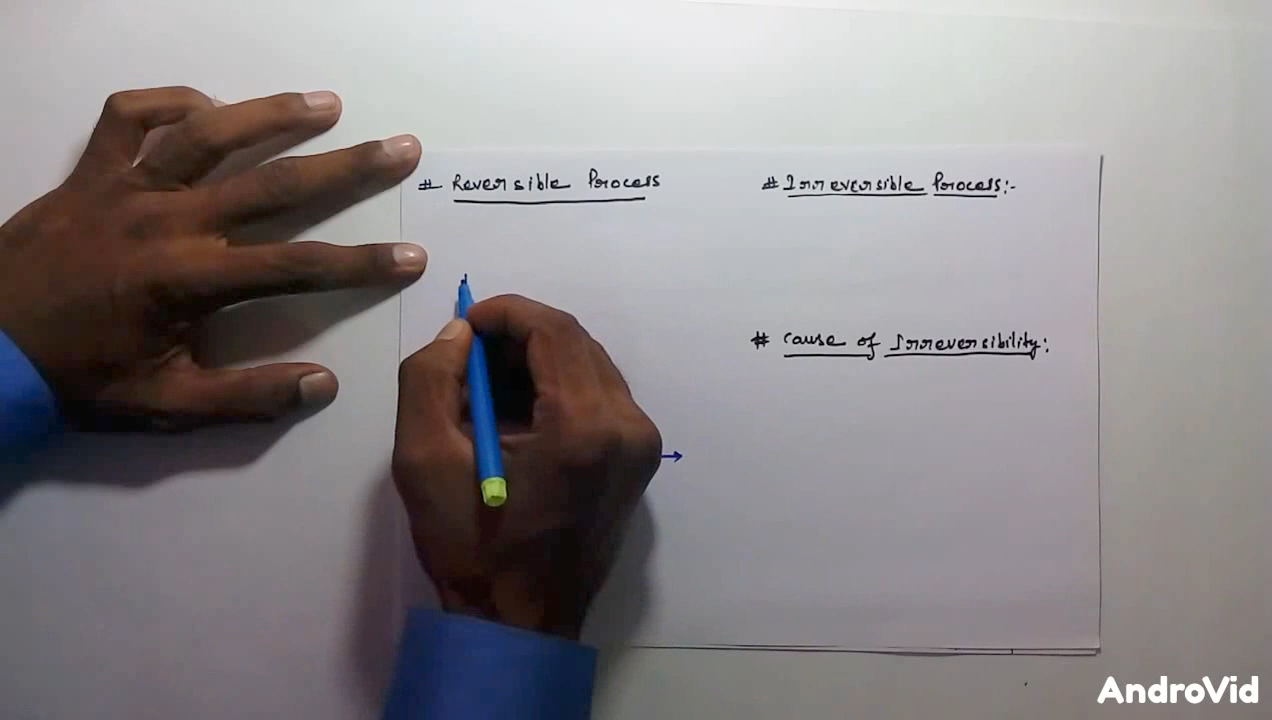 # Reversible Process
# Irreversible Process:-
# Cause of Irreversibility:
AndroVid